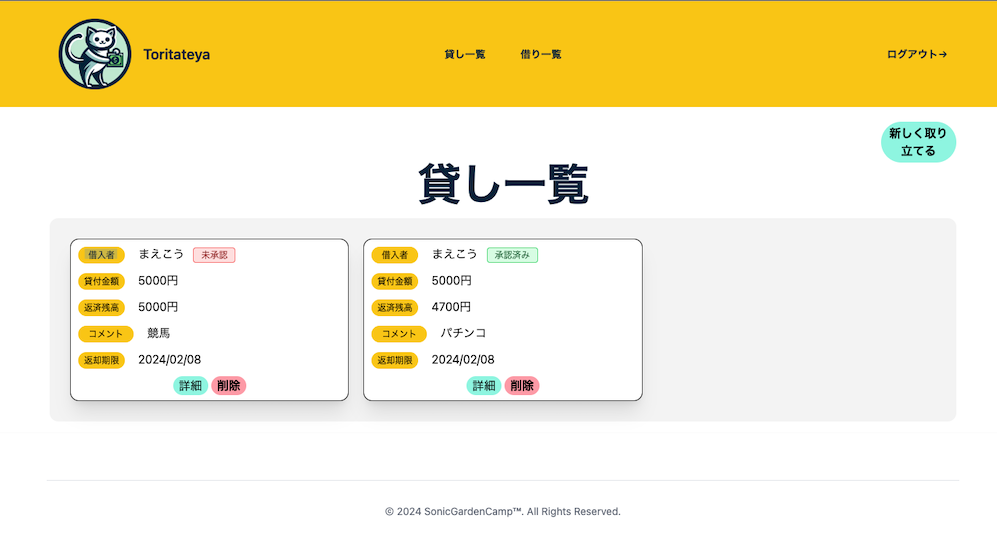 Toritateya
貸し一覧
借り一覧
ログアウト→
新しく取り
立てる
貸し一覧
借入者 まえこう 未承認
貸付金額 5000円
返済残高 5000円
コメント 競馬
返却期限 2024/02/08
詳細 削除
借入者 まえこう 承認済み
貸付金額 5000円
返済残高 4700円
コメント パチンコ
返却期限 2024/02/08
詳細 削除
© 2024 SonicGardenCamp™. All Rights Reserved.